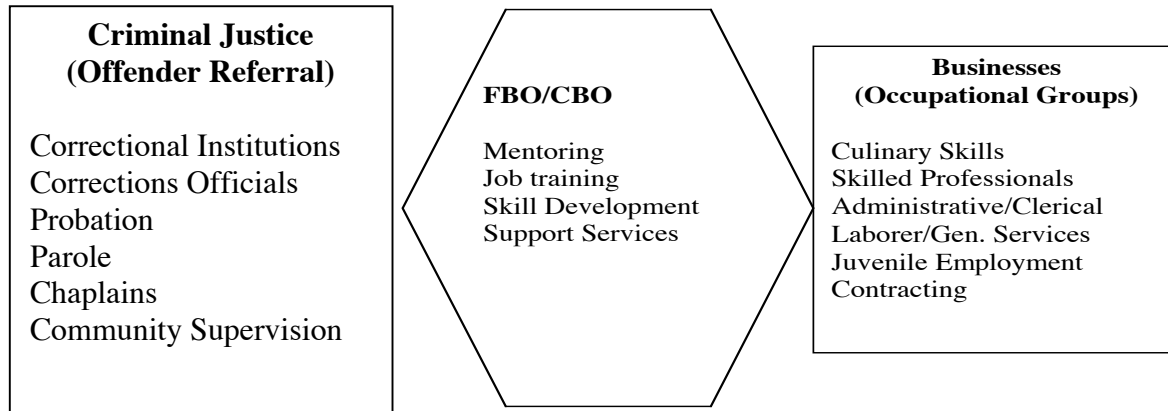 Criminal Justice
(Offender Referral)
Correctional Institutions
Corrections Officials
Probation
Parole
Chaplains
Community Supervision
FBO/CBO
Mentoring
Job training
Skill Development
Support Services
Businesses
(Occupational Groups)
Culinary Skills
Skilled Professionals
Administrative/Clerical
Laborer/Gen. Services
Juvenile Employment
Contracting